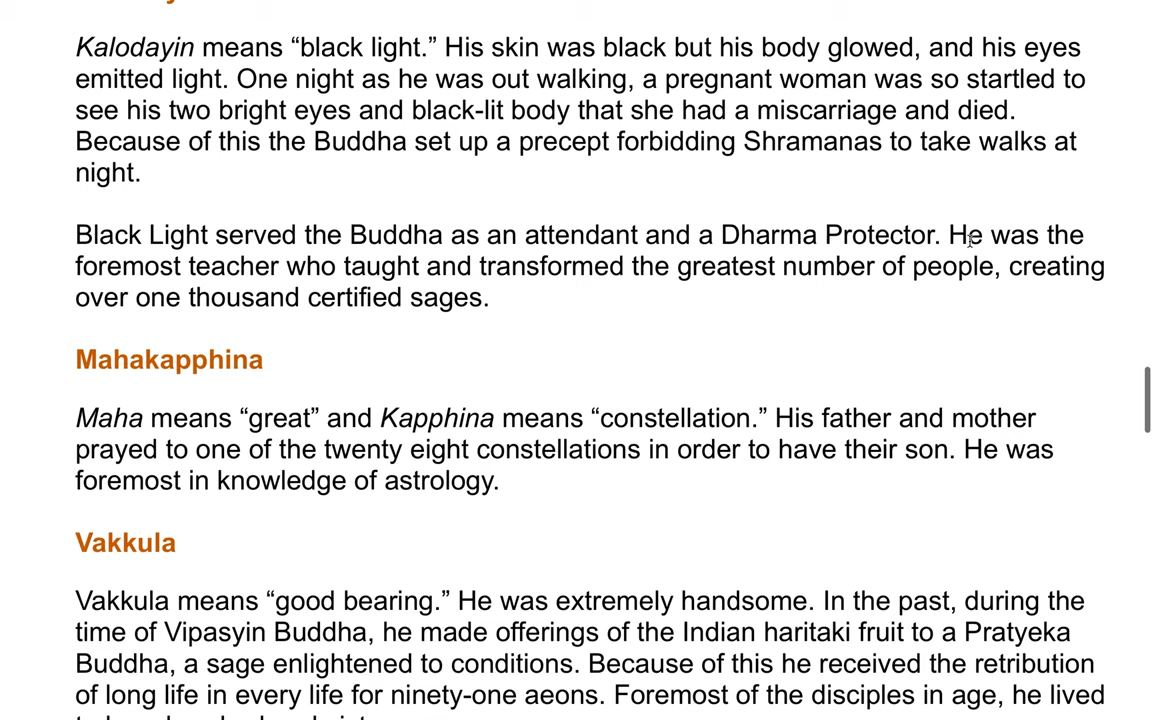 Kalodayin means “black light.” His skin was black but his body glowed, and his eyes
emitted light. One night as he was out walking, a pregnant woman was so startled to
see his two bright eyes and black-lit body that she had a miscarriage and died.
Because of this the Buddha set up a precept forbidding Shramanas to take walks at
night.
Black Light served the Buddha as an attendant and a Dharma Protector. He was the
foremost teacher who taught and transformed the greatest number of people, creating
over one thousand certified sages.
Mahakapphina
Maha means “great” and Kapphina means “constellation.” His father and mother
prayed to one of the twenty eight constellations in order to have their son. He was
foremost in knowledge of astrology.
Vakkula
Vakkula means “good bearing.” He was extremely handsome. In the past, during the
time of Vipasyin Buddha, he made offerings of the Indian haritaki fruit to a Pratyeka
Buddha, a sage enlightened to conditions. Because of this he received the retribution
of long life in every life for ninety-one aeons. Foremost of the disciples in age, he lived